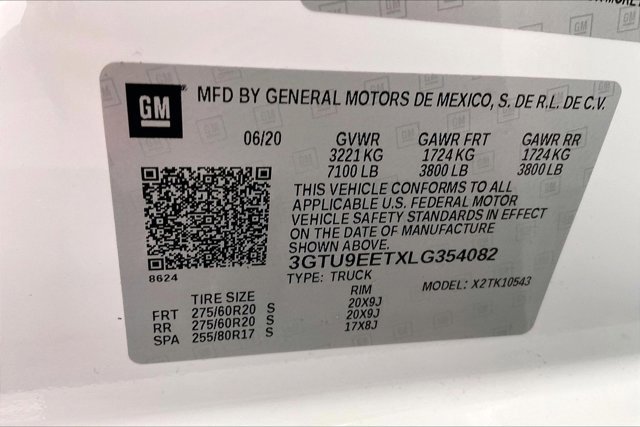 GM
MFD BY GENERAL MOTORS DE MEXICO, S. DE R.L. DE C.V.
06/20 GVWR GAWR FRT GAWR RR
3221 KG 1724 KG 1724 KG
7100 LB 3800 LB 3800 LB
THIS VEHICLE CONFORMS TO ALL
APPLICABLE U.S. FEDERAL MOTOR
VEHICLE SAFETY STANDARDS IN EFFECT
ON THE DATE OF MANUFACTURE
SHOWN ABOVE.
3GTU9EETXLG354082
8624
TYPE: TRUCK MODEL: X2TK10543
TIRE SIZE RIM
FRT 275/60R20 S 20X9J
RR 275/60R20 S 20X9J
SPA 255/80R17 S 17X8J